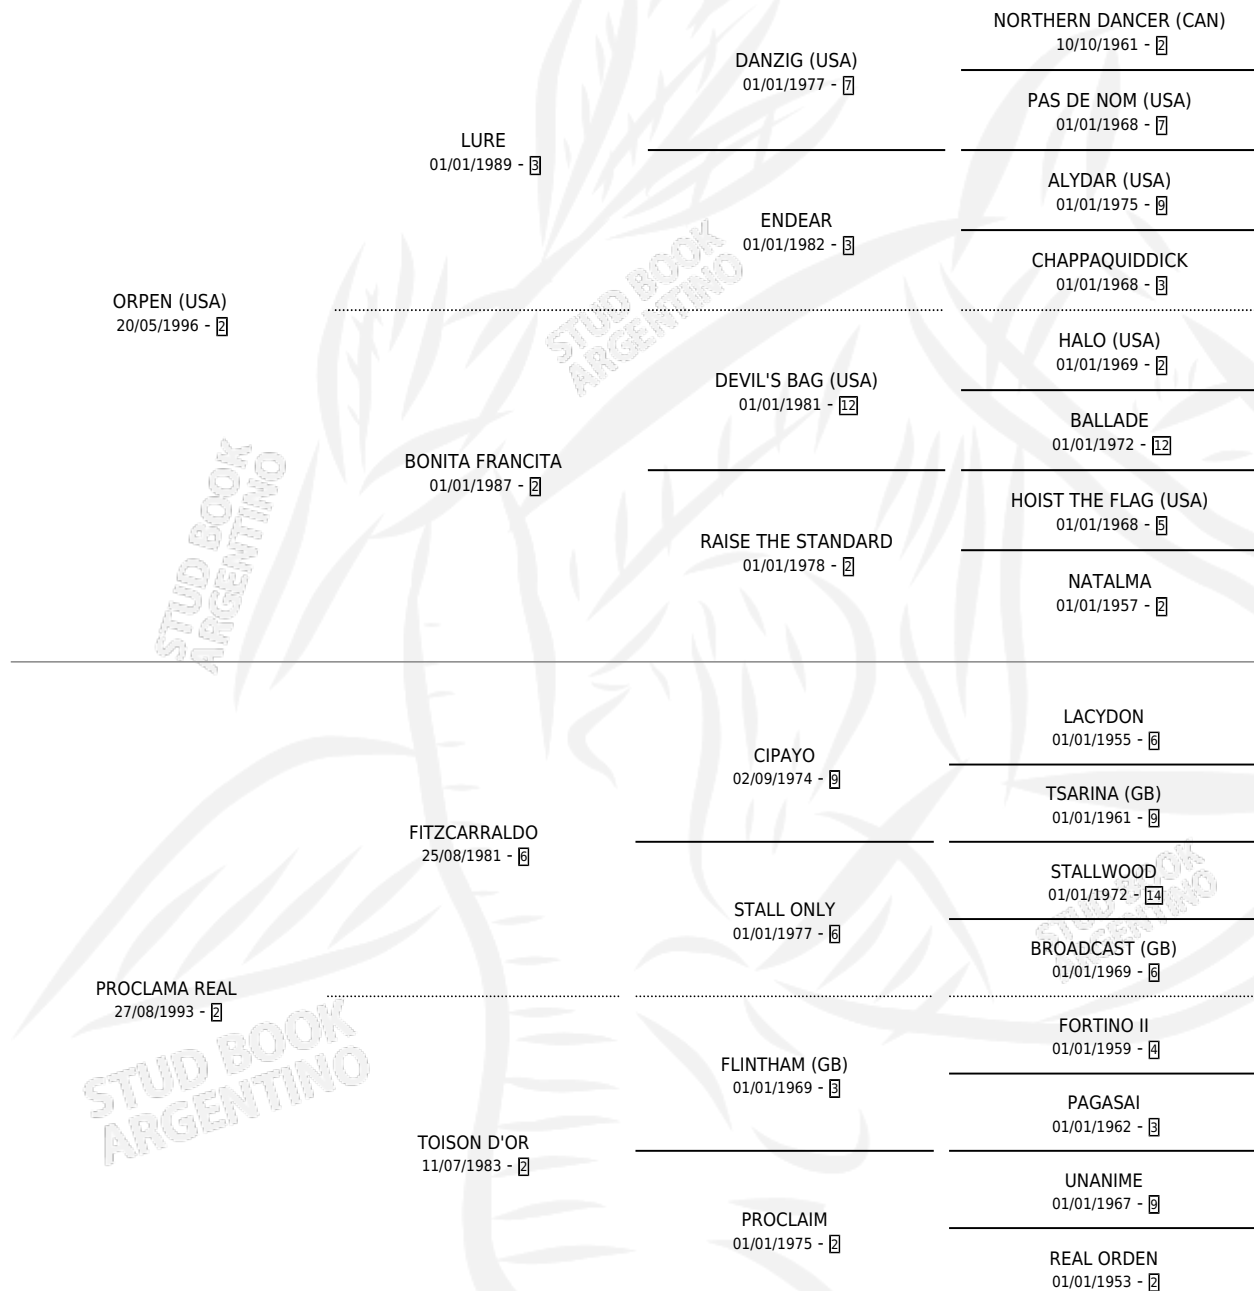 NORTHERN DANCER (CAN)
10/10/1961 - 2
DANZIG (USA)
01/01/1977 - 7
PAS DE NOM (USA)
01/01/1968 - 7
LURE
01/01/1989 - 3
ALYDAR (USA)
01/01/1975 - 9
ENDEAR
01/01/1982 - 3
CHAPPAQUIDDICK
01/01/1968 - 3
ORPEN (USA)
20/05/1996 - 2
HALO (USA)
01/01/1969 - 2
DEVIL'S BAG (USA)
01/01/1981 - 12
BALLADE
01/01/1972 - 12
BONITA FRANCITA
01/01/1987 - 2
HOIST THE FLAG (USA)
01/01/1968 - 5
RAISE THE STANDARD
01/01/1978 - 2
NATALMA
01/01/1957 - 2
LACYDON
01/01/1955 - 6
CIPAYO
02/09/1974 - 9
TSARINA (GB)
01/01/1961 - 9
FITZCARRALDO
25/08/1981 - 6
STALLWOOD
01/01/1972 - 14
STALL ONLY
01/01/1977 - 6
BROADCAST (GB)
01/01/1969 - 6
PROCLAMA REAL
27/08/1993 - 2
FORTINO II
01/01/1959 - 4
FLINTHAM (GB)
01/01/1969 - 3
PAGASAI
01/01/1962 - 3
TOISON D'OR
11/07/1983 - 2
UNANIME
01/01/1967 - 9
PROCLAIM
01/01/1975 - 2
REAL ORDEN
01/01/1953 - 2
STUD BOOK
ARGENTINO
STUD BOOK
ARGENTINO
STUD BOOK
ARGENTINO
STUD BOOK
ARGENTINO